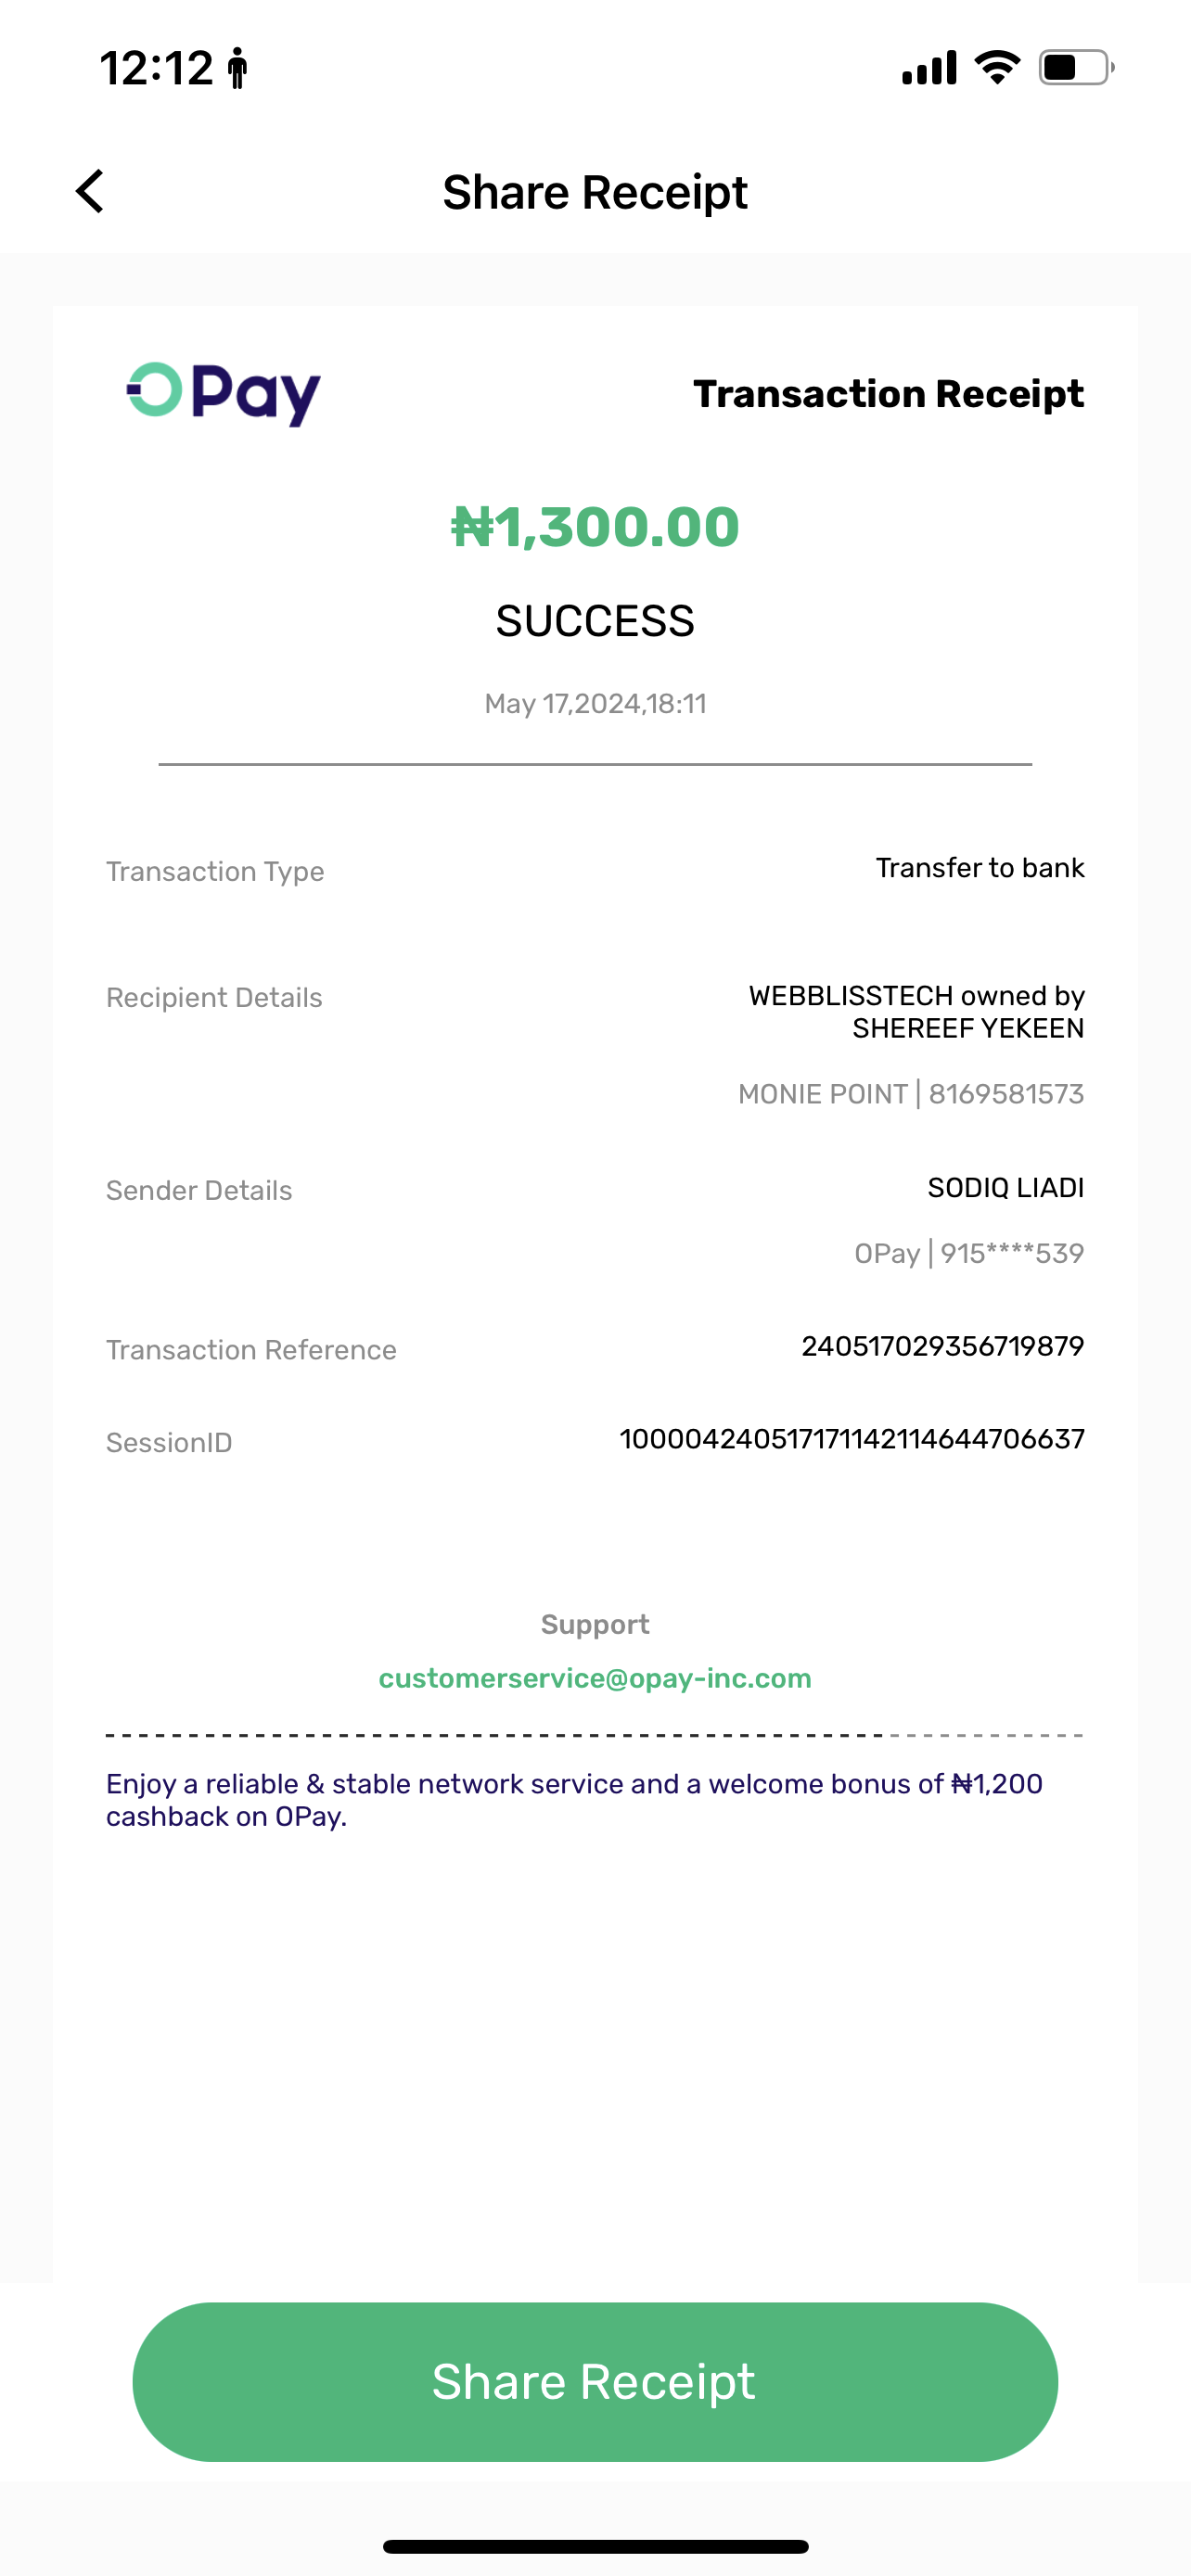 12:12
Share Receipt
OPay
Transaction Receipt
₦1,300.00
SUCCESS
May 17,2024,18:11
Transaction Type
Transfer to bank
Recipient Details
WEBBLISSTECH owned by
SHEREEF YEKEEN
MONIE POINT | 8169581573
Sender Details
SODIQ LIADI
OPay | 915****539
Transaction Reference
240517029356719879
SessionID
100004240517171142114644706637
Support
customerservice@opay-inc.com
Enjoy a reliable & stable network service and a welcome bonus of ₦1,200
cashback on OPay.
Share Receipt